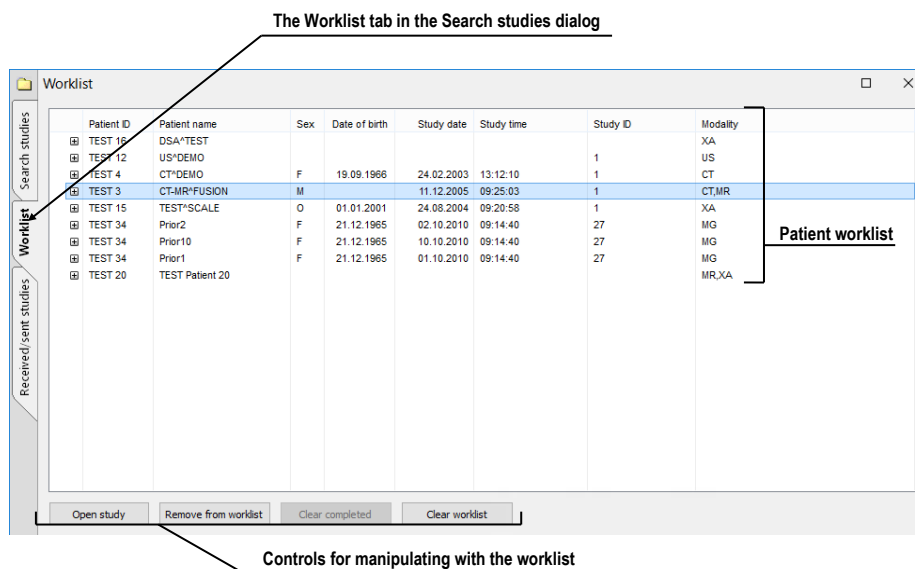 The Worklist tab in the Search studies dialog
Worklist
Search studies
Worklist
Received/sent studies
Patient ID Patient name Sex Date of birth Study date Study time Study ID Modality
TEST 16 DSA^TEST XA
TEST 12 US^DEMO 1 US
TEST 4 CT^DEMO F 19.09.1966 24.02.2003 13:12:10 1 CT
TEST 3 CT-MR^FUSION M 11.12.2005 09:25:03 1 CT,MR
TEST 15 TEST^SCALE O 01.01.2001 24.08.2004 09:20:58 1 XA
TEST 34 Prior2 F 21.12.1965 02.10.2010 09:14:40 27 MG
TEST 34 Prior10 F 21.12.1965 10.10.2010 09:14:40 27 MG
TEST 34 Prior1 F 21.12.1965 01.10.2010 09:14:40 27 MG
TEST 20 TEST Patient 20 MR,XA
Patient worklist
Open study Remove from worklist Clear completed Clear worklist
Controls for manipulating with the worklist